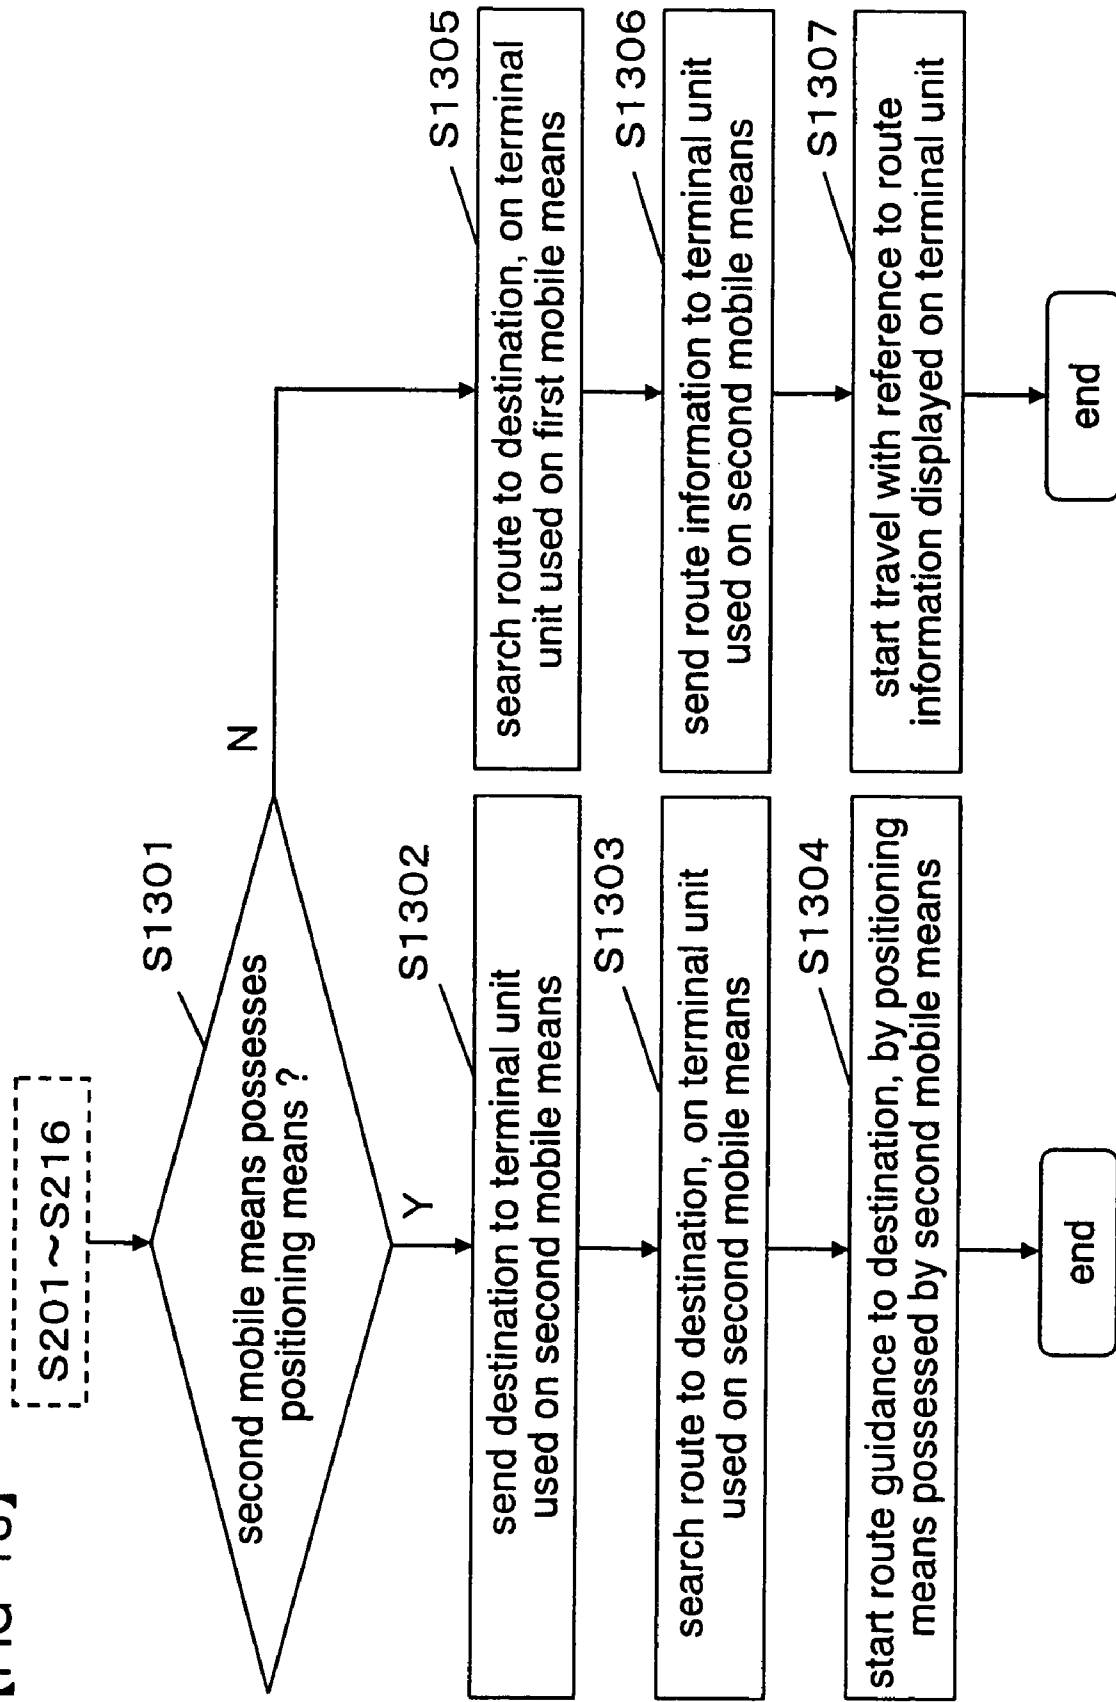 S201~S216
S1301
second mobile means possesses
positioning means ?
Y
N
S1302
send destination to terminal unit
used on second mobile means
S1303
search route to destination, on terminal unit
used on second mobile means
S1304
start route guidance to destination, by positioning
means possessed by second mobile means
end
S1305
search route to destination, on terminal
unit used on first mobile means
S1306
send route information to terminal unit
used on second mobile means
S1307
start travel with reference to route
information displayed on terminal unit
end